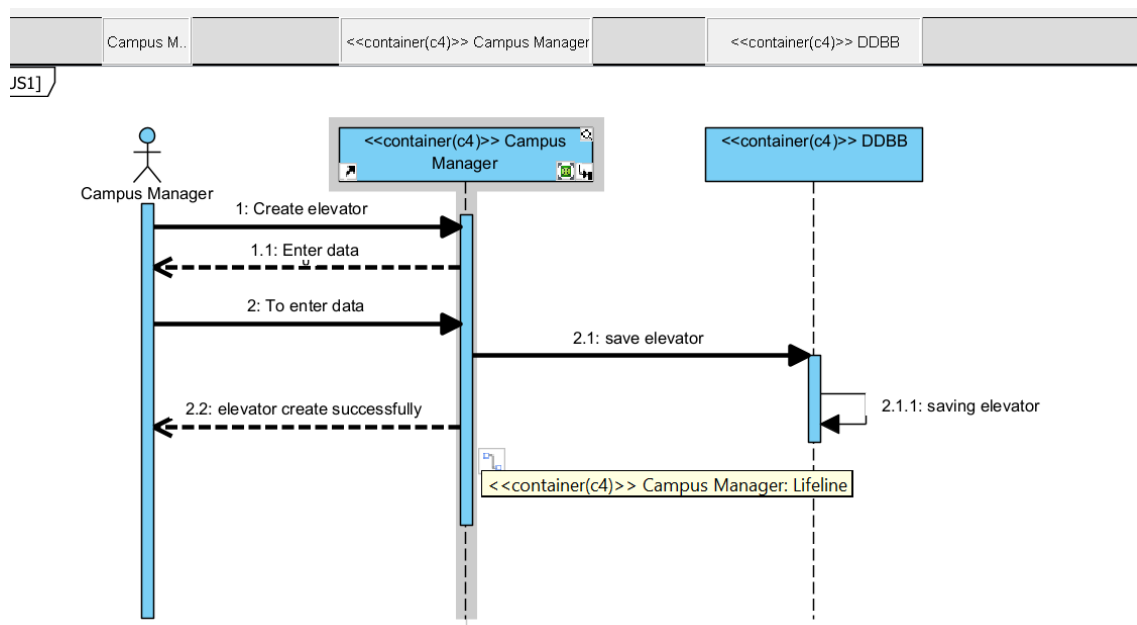 Campus M..
<<container(c4)>> Campus Manager
<<container(c4)>> DDBB
JS1]
<<container(c4)>> Campus
Manager
<<container(c4)>> DDBB
Campus Manager
1: Create elevator
1.1: Enter data
2: To enter data
2.1: save elevator
2.2: elevator create successfully
2.1.1: saving elevator
<<container(c4)>> Campus Manager: Lifeline